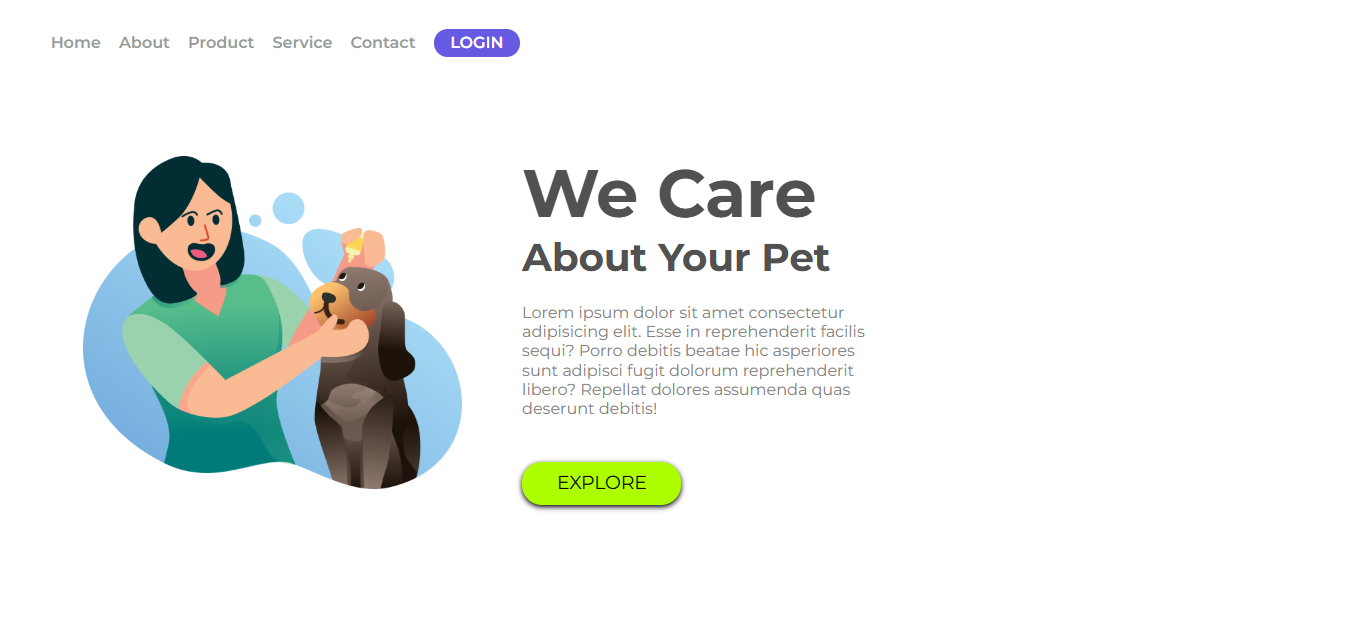 Home About Product Service Contact LOGIN
We Care
About Your Pet
Lorem ipsum dolor sit amet consectetur
adipisicing elit. Esse in reprehenderit facilis
sequi? Porro debitis beatae hic asperiores
sunt adipisci fugit dolorum reprehenderit
libero? Repellat dolores assumenda quas
deserunt debitis!
EXPLORE